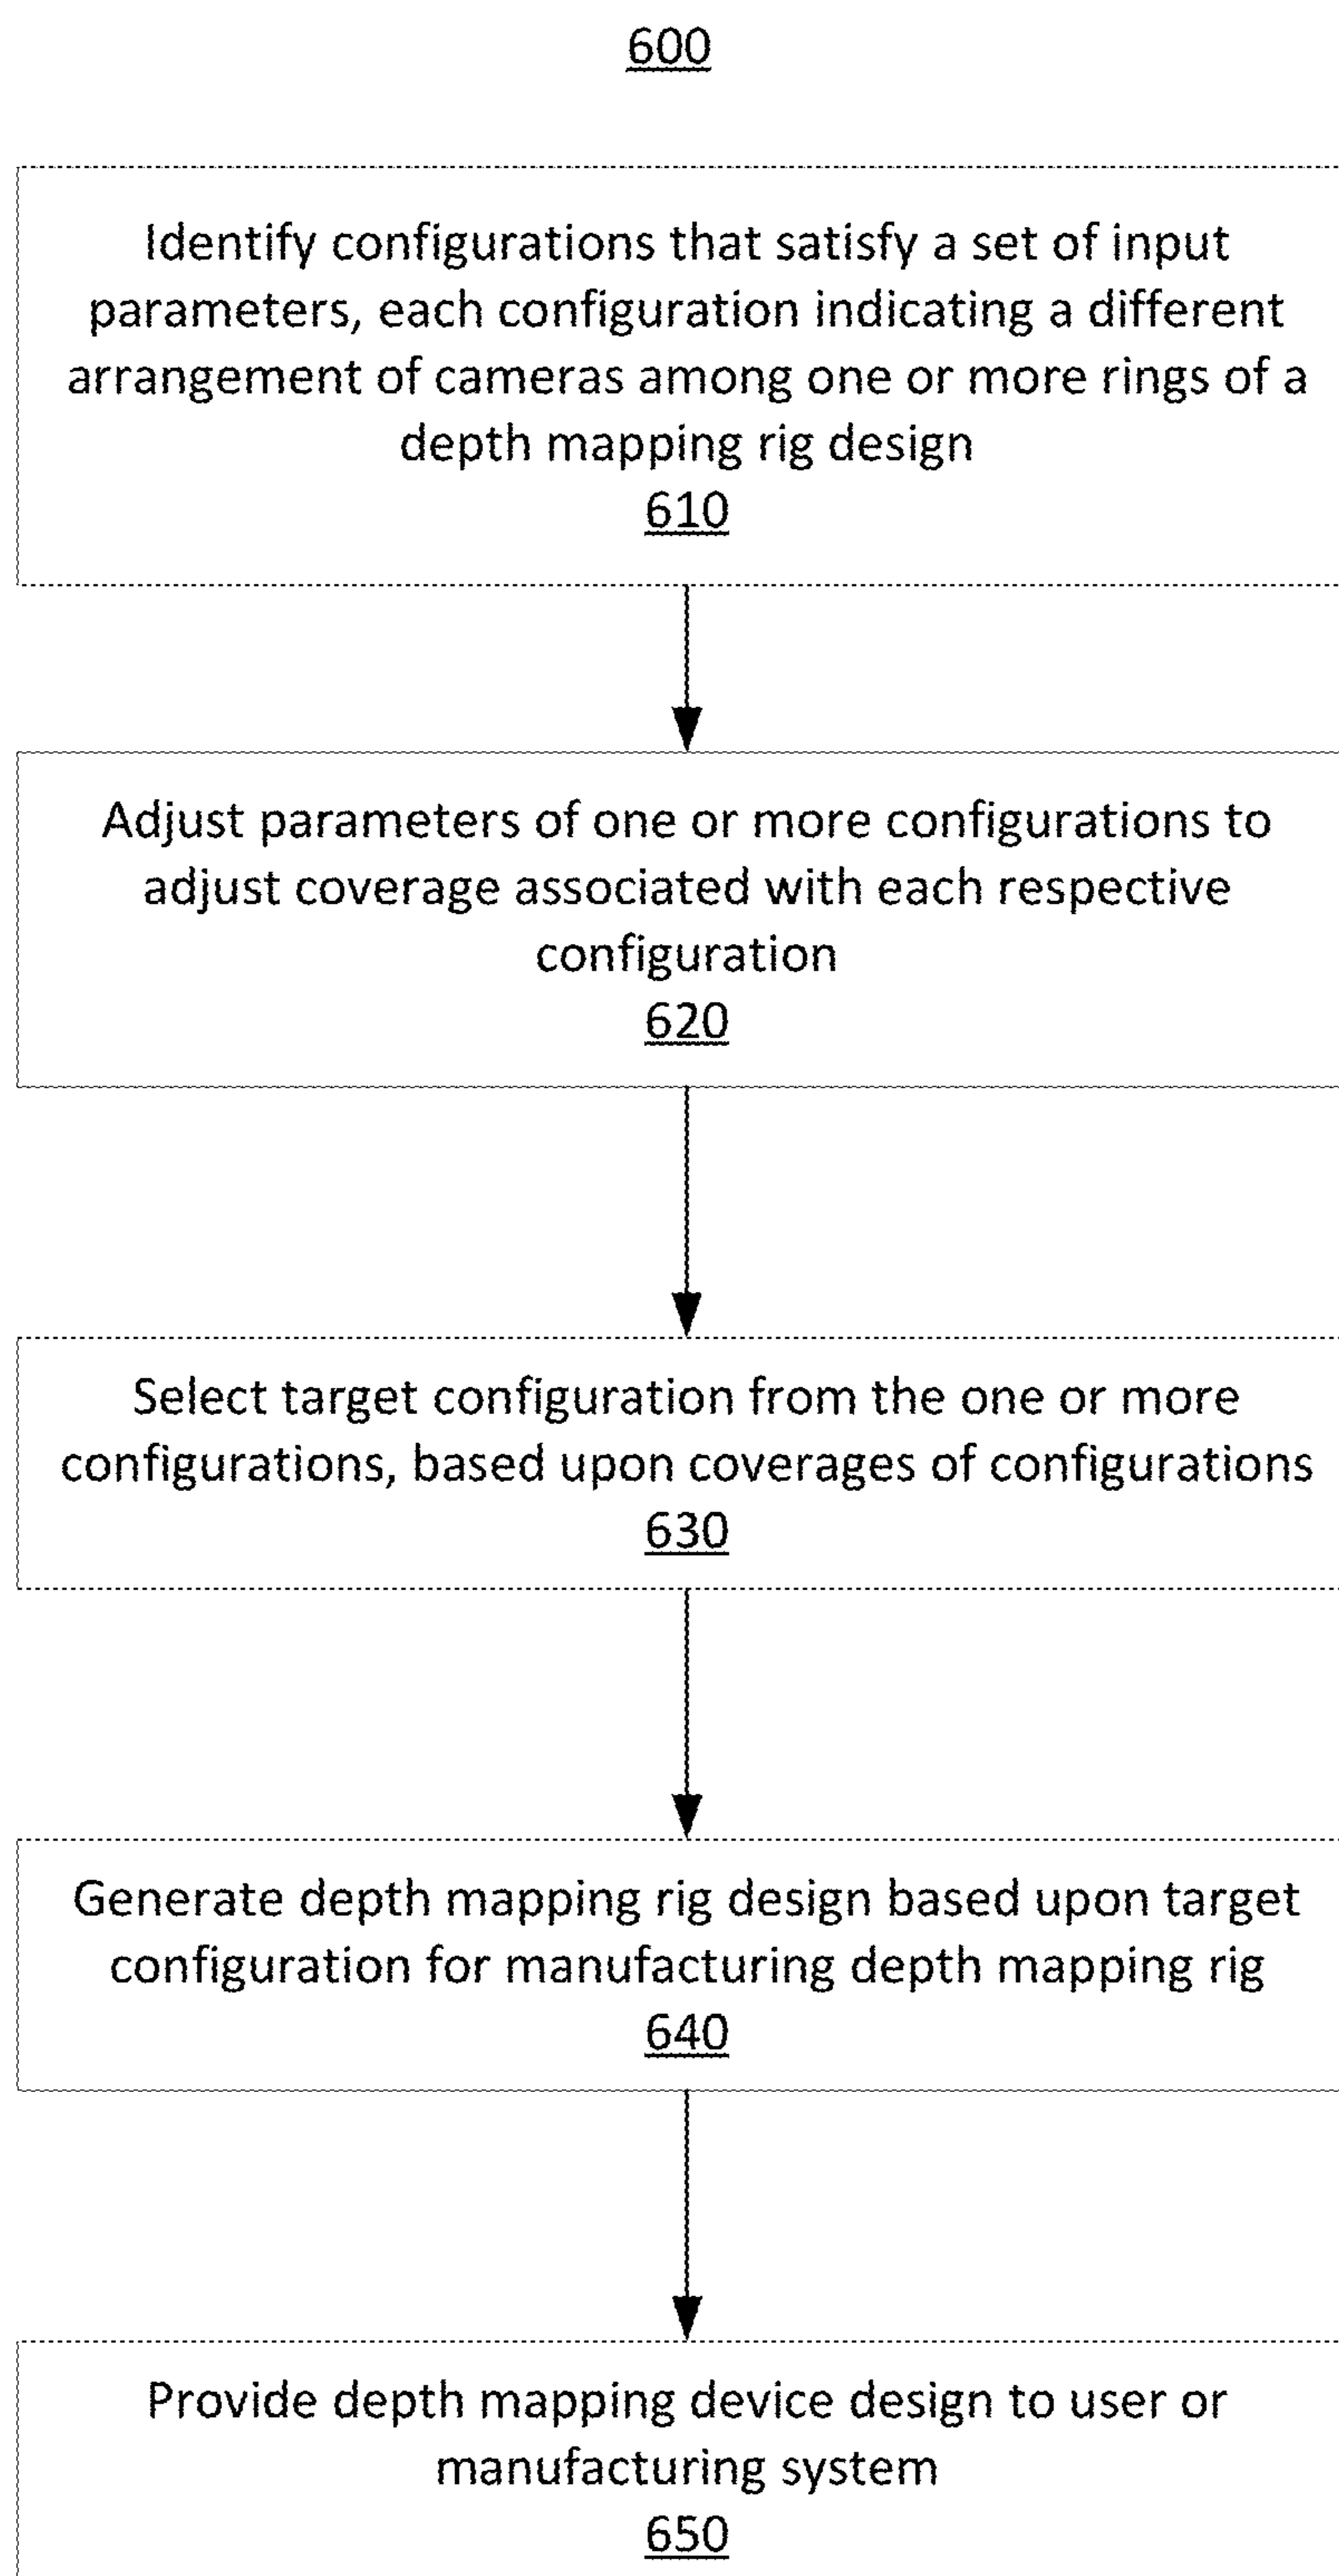 600
Identify configurations that satisfy a set of input
parameters, each configuration indicating a different
arrangement of cameras among one or more rings of a
depth mapping rig design
610
Adjust parameters of one or more configurations to
adjust coverage associated with each respective
configuration
620
Select target configuration from the one or more
configurations, based upon coverages of configurations
630
Generate depth mapping rig design based upon target
configuration for manufacturing depth mapping rig
640
Provide depth mapping device design to user or
manufacturing system
650